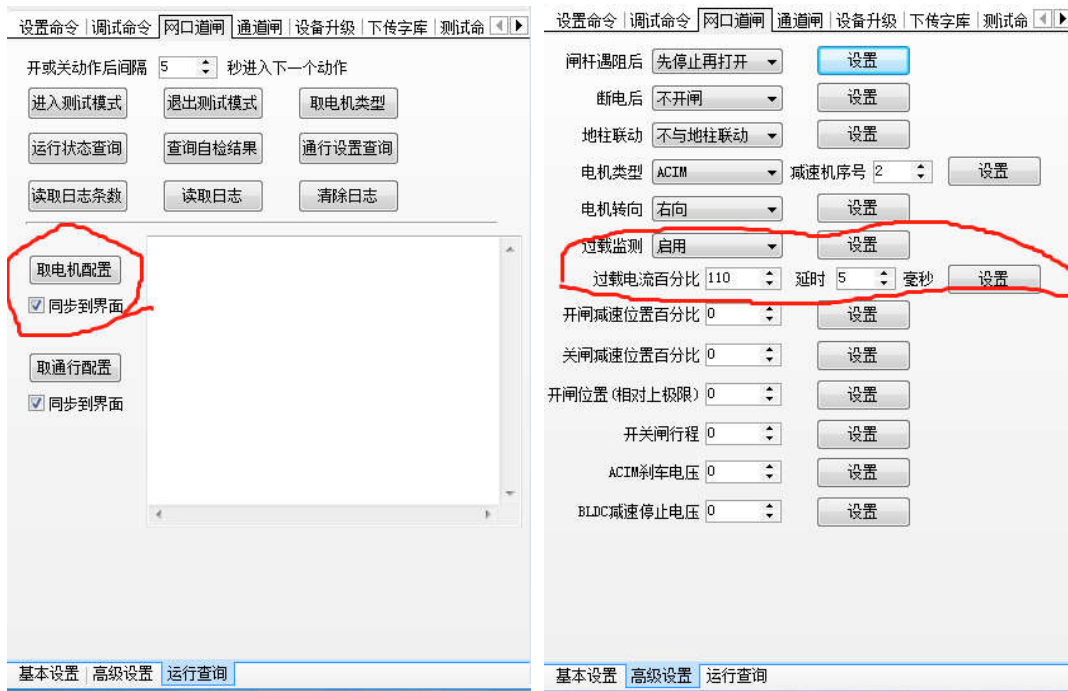 设置命令 调试命令 网口道闸 通道闸 设备升级 下传字库 测试命
开或关动作后间隔 5 秒进入下一个动作
进入测试模式 退出测试模式 取电机类型
运行状态查询 查询自检结果 通行设置查询
读取日志条数 读取日志 清除日志
取电机配置
同步到界面
取通行配置
同步到界面
基本设置 高级设置 运行查询
设置命令 调试命令 网口道闸 通道闸 设备升级 下传字库 测试命
闸杆遇阻后 先停止再打开 设置
断电后 不开闸 设置
地柱联动 不与地柱联动 设置
电机类型 ACIM 减速机序号 2 设置
电机转向 右向 设置
过载监测 启用 设置
过载电流百分比 110 延时 5 毫秒 设置
开闸减速位置百分比 0 设置
关闸减速位置百分比 0 设置
开闸位置(相对上极限) 0 设置
开关闸行程 0 设置
ACIM刹车电压 0 设置
BLDC减速停止电压 0 设置
基本设置 高级设置 运行查询